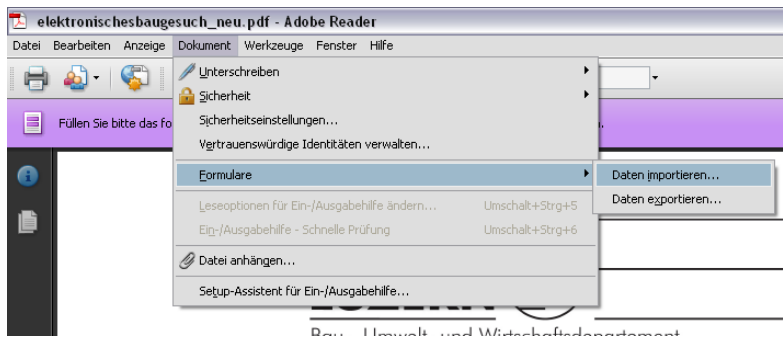 elektronischesbaugesuch_neu.pdf - Adobe Reader
Datei Bearbeiten Anzeige Dokument Werkzeuge Fenster Hilfe
Unterschreiben
Sicherheit
Füllen Sie bitte das fo
Sicherheitseinstellungen...
Vertrauenswürdige Identitäten verwalten...
Formulare
Daten importieren...
Daten exportieren...
Leseoptionen für Ein-/Ausgabehilfe ändern... Umschalt+Strg+5
Ein-/Ausgabehilfe - Schnelle Prüfung Umschalt+Strg+6
Datei anhängen...
Setup-Assistent für Ein-/Ausgabehilfe...
LUZERN
Bau-, Umwelt- und Wirtschaftsdepartement